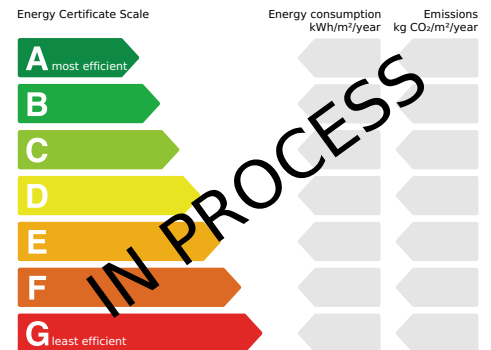 Energy Certificate Scale
Energy consumption
kWh/m²/year
Emissions
kg CO₂/m²/year
A most efficient
B
C
D
E
F
G least efficient
IN PROCESS